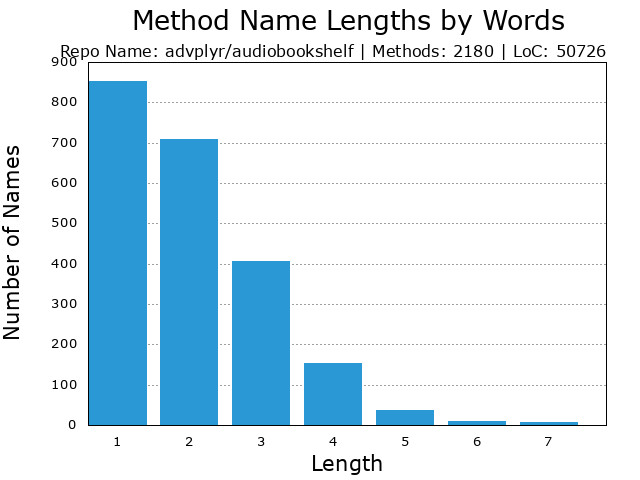 Method Name Lengths by Words
Repo Name: advplyr/audiobookshelf | Methods: 2180 | LoC: 50726
Number of Names
900
800
700
600
500
400
300
200
100
0
1 2 3 4 5 6 7
Length